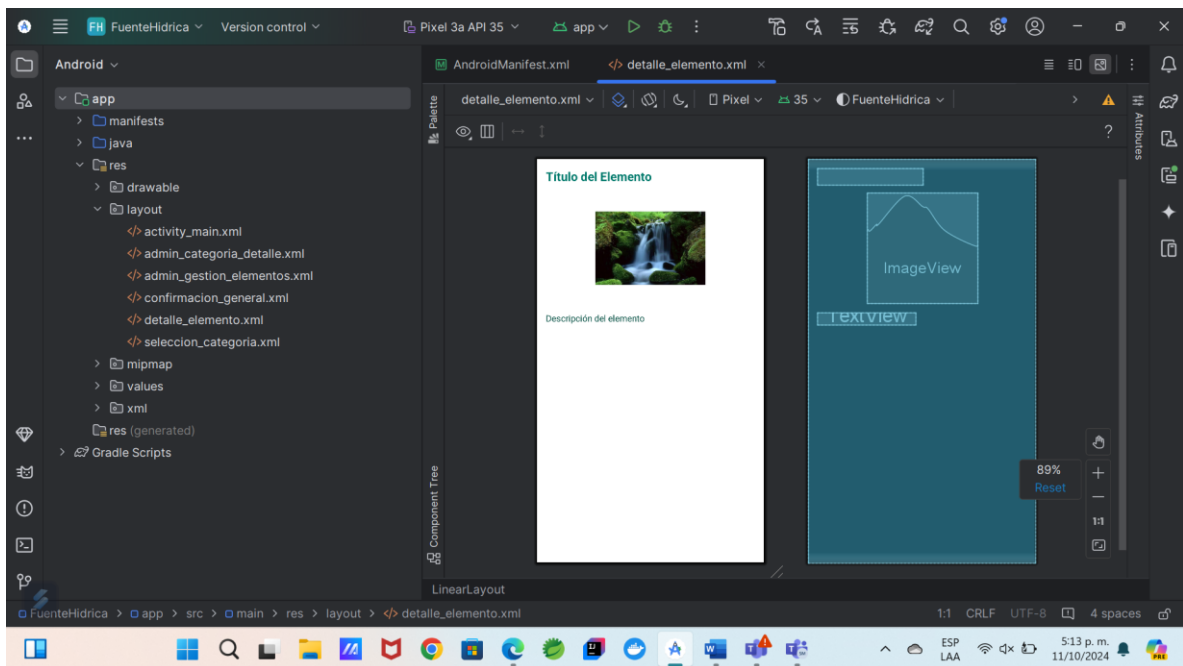 FH FuenteHidrica Version control Pixel 3a API 35 app
Android
AndroidManifest.xml detalle_elemento.xml
app
manifests
java
res
drawable
layout
activity_main.xml
admin_categoria_detalle.xml
admin_gestion_elementos.xml
confirmacion_general.xml
detalle_elemento.xml
seleccion_categoria.xml
mipmap
values
xml
res (generated)
Gradle Scripts
Palette
detalle_elemento.xml Pixel 35 FuenteHidrica
?
Attributes
Título del Elemento
Descripción del elemento
ImageView
TextView
89%
Reset
1:1
Component Tree
LinearLayout
FuenteHidrica > app > src > main > res > layout > detalle_elemento.xml
1:1 CRLF UTF-8 4 spaces
ESP
LAA
5:13 p. m.
11/10/2024
PRE